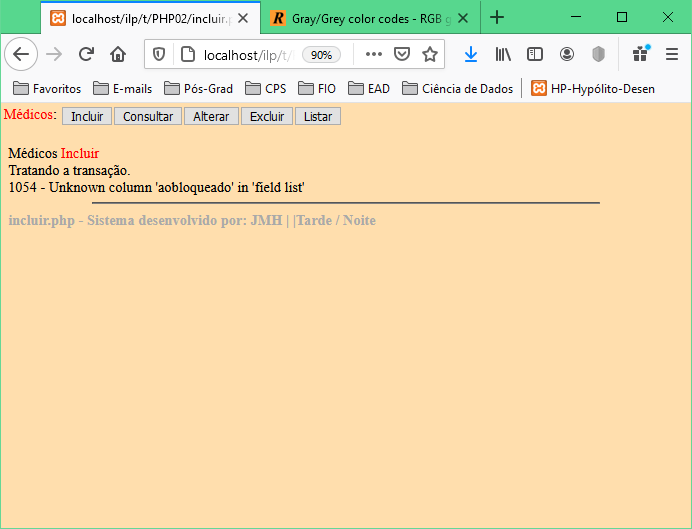 localhost/ilp/t/PHP02/incluir.p
Gray/Grey color codes - RGB g
localhost/ilp/t/
90%
Favoritos
E-mails
Pós-Grad
CPS
FIO
EAD
Ciência de Dados
HP-Hypólito-Desen
Médicos: Incluir Consultar Alterar Excluir Listar
Médicos Incluir
Tratando a transação.
1054 - Unknown column 'aobloqueado' in 'field list'
incluir.php - Sistema desenvolvido por: JMH | |Tarde / Noite